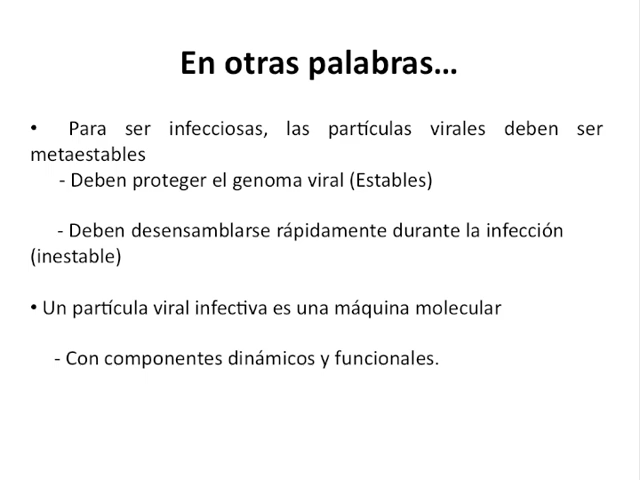 En otras palabras...
• Para ser infecciosas, las partículas virales deben ser
metaestables
- Deben proteger el genoma viral (Estables)
- Deben desensamblarse rápidamente durante la infección
(inestable)
• Un partícula viral infectiva es una máquina molecular
- Con componentes dinámicos y funcionales.